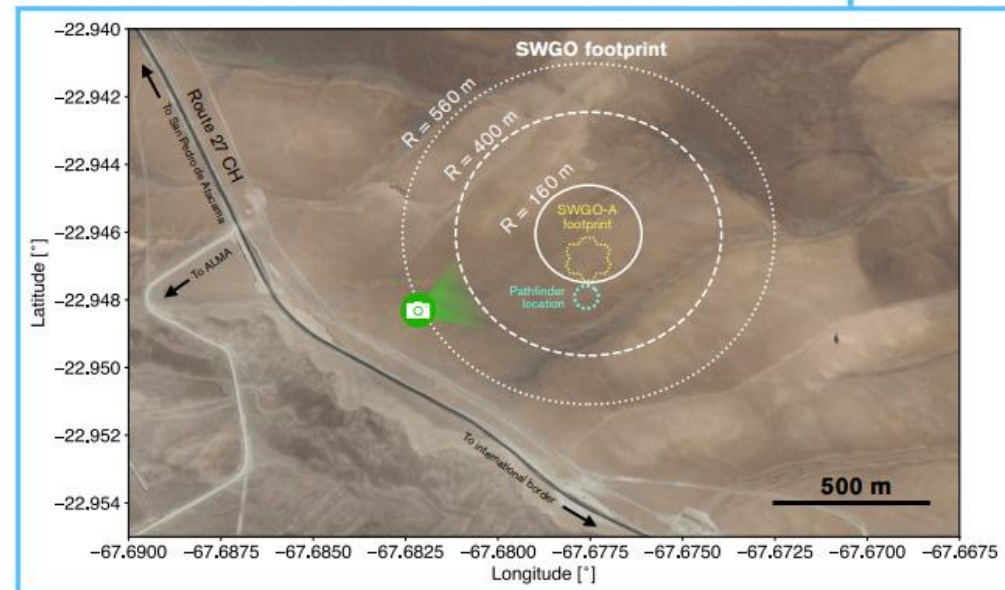 SWGO footprint
R = 560 m
R = 400 m
R = 160 m
SWGO-A
footprint
Pathfinder
location
Route 27 CH
To San Pedro de Atacama
To ALMA
To international border
500 m
Latitude [°]
−22.940
−22.942
−22.944
−22.946
−22.948
−22.950
−22.952
−22.954
−67.6900
−67.6875
−67.6850
−67.6825
−67.6800
−67.6775
−67.6750
−67.6725
−67.6700
−67.6675
Longitude [°]